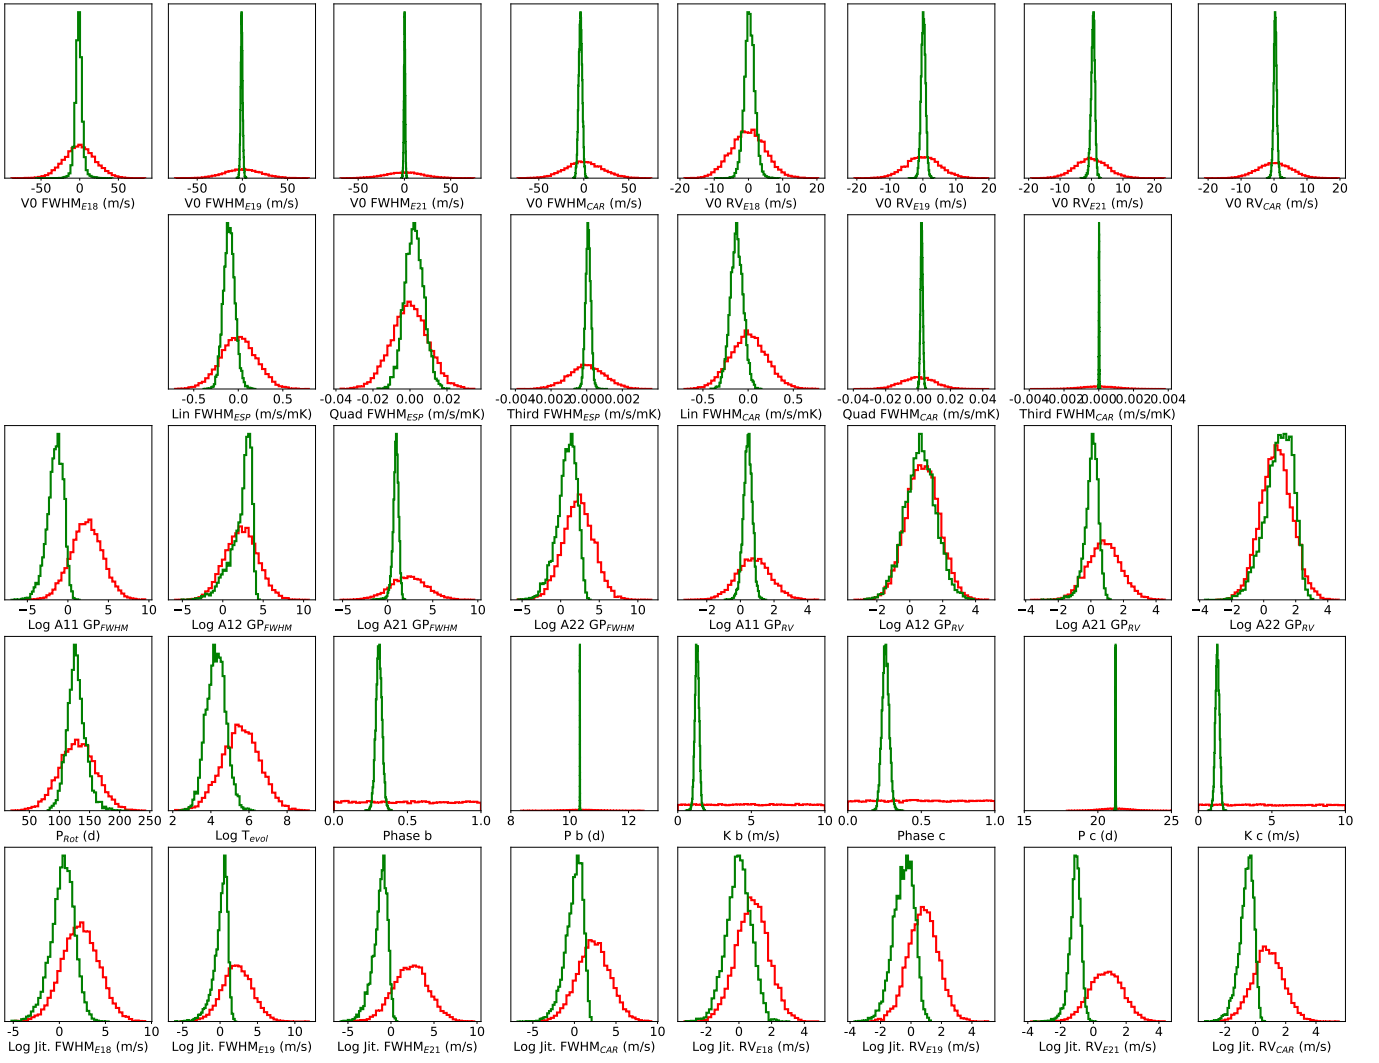 -50 0 50 -50 0 50 -50 0 50 -50 0 50 -20 -10 0 10 20 -20 -10 0 10 20 -20 -10 0 10 20 -20 -10 0 10 20
V0 FWHM_E18 (m/s) V0 FWHM_E19 (m/s) V0 FWHM_E21 (m/s) V0 FWHM_CAR (m/s) V0 RV_E18 (m/s) V0 RV_E19 (m/s) V0 RV_E21 (m/s) V0 RV_CAR (m/s)
-0.5 0.0 0.5 -0.04 -0.02 0.00 0.02 -0.004 -0.002 0.000 0.002 -0.5 0.0 0.5 -0.04 -0.02 0.00 0.02 0.04 -0.004 -0.002 0.000 0.002 0.004
Lin FWHM_ESP (m/s/mK) Quad FWHM_ESP (m/s/mK) Third FWHM_ESP (m/s/mK) Lin FWHM_CAR (m/s/mK) Quad FWHM_CAR (m/s/mK) Third FWHM_CAR (m/s/mK)
-5 0 5 10 -5 0 5 10 -5 0 5 10 -5 0 5 10 -2 0 2 4 -2 0 2 4 -4 -2 0 2 4 -4 -2 0 2 4
Log A11 GP_FWHM Log A12 GP_FWHM Log A21 GP_FWHM Log A22 GP_FWHM Log A11 GP_RV Log A12 GP_RV Log A21 GP_RV Log A22 GP_RV
50 100 150 200 250 2 4 6 8 0.0 0.5 1.0 8 10 12 0 5 10 0.0 0.5 1.0 15 20 25 0 5 10
P_Rot (d) Log T_evol Phase b P b (d) K b (m/s) Phase c P c (d) K c (m/s)
-5 0 5 10 -5 0 5 10 -5 0 5 10 -5 0 5 10 -2 0 2 4 -4 -2 0 2 4 -4 -2 0 2 4 -2 0 2 4
Log Jit. FWHM_E18 (m/s) Log Jit. FWHM_E19 (m/s) Log Jit. FWHM_E21 (m/s) Log Jit. FWHM_CAR (m/s) Log Jit. RV_E18 (m/s) Log Jit. RV_E19 (m/s) Log Jit. RV_E21 (m/s) Log Jit. RV_CAR (m/s)